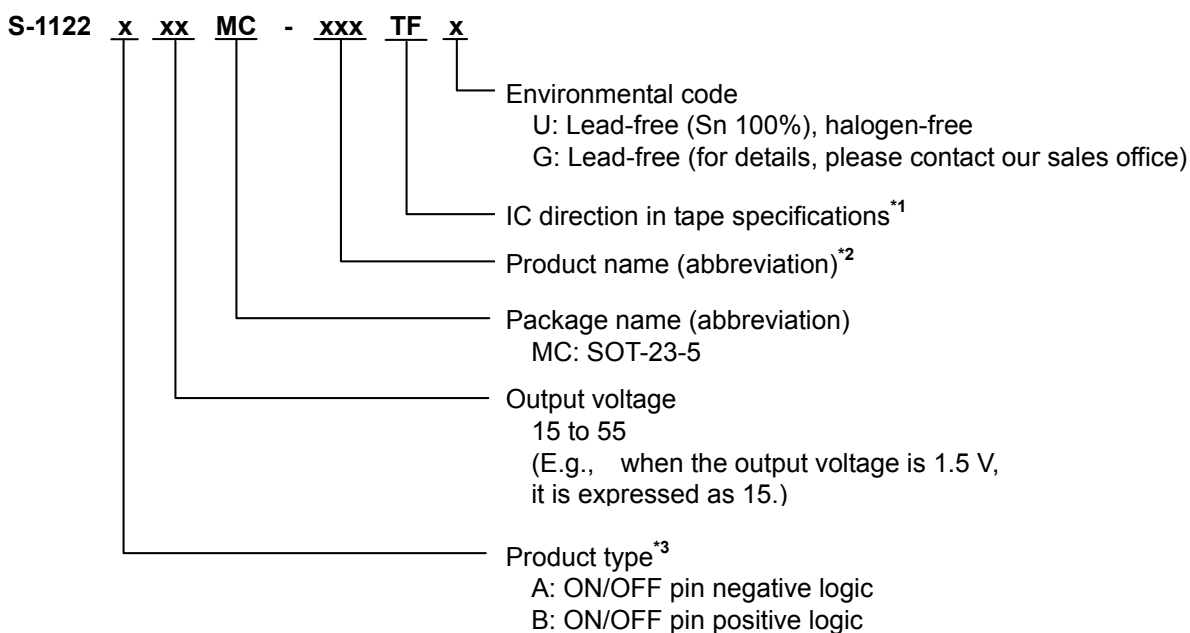 S-1122 x xx MC - xxx TF x
Environmental code
U: Lead-free (Sn 100%), halogen-free
G: Lead-free (for details, please contact our sales office)
IC direction in tape specifications*1
Product name (abbreviation)*2
Package name (abbreviation)
MC: SOT-23-5
Output voltage
15 to 55
(E.g., when the output voltage is 1.5 V,
it is expressed as 15.)
Product type*3
A: ON/OFF pin negative logic
B: ON/OFF pin positive logic